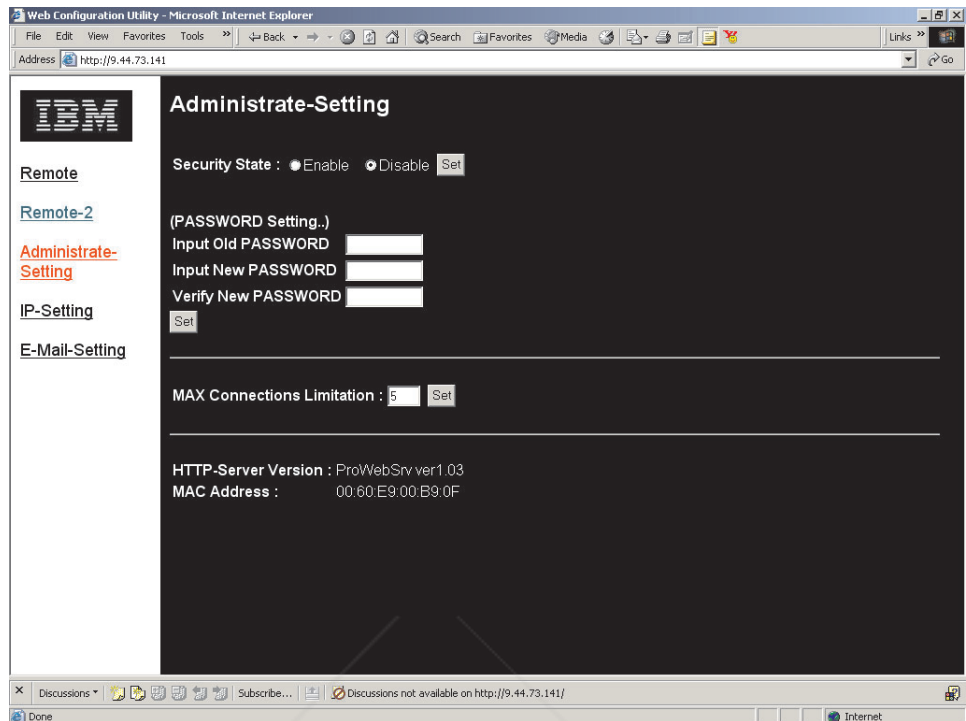 Web Configuration Utility - Microsoft Internet Explorer
File Edit View Favorites Tools » Back Search Favorites Media Links »
Address http://9.44.73.141 Go
IBM
Remote
Remote-2
Administrate-
Setting
IP-Setting
E-Mail-Setting
Administrate-Setting
Security State : Enable Disable Set
(PASSWORD Setting..)
Input Old PASSWORD
Input New PASSWORD
Verify New PASSWORD
Set
MAX Connections Limitation : 5 Set
HTTP-Server Version : ProWebSrv ver1.03
MAC Address : 00:60:E9:00:B9:0F
× Discussions Subscribe... Discussions not available on http://9.44.73.141/
Done Internet